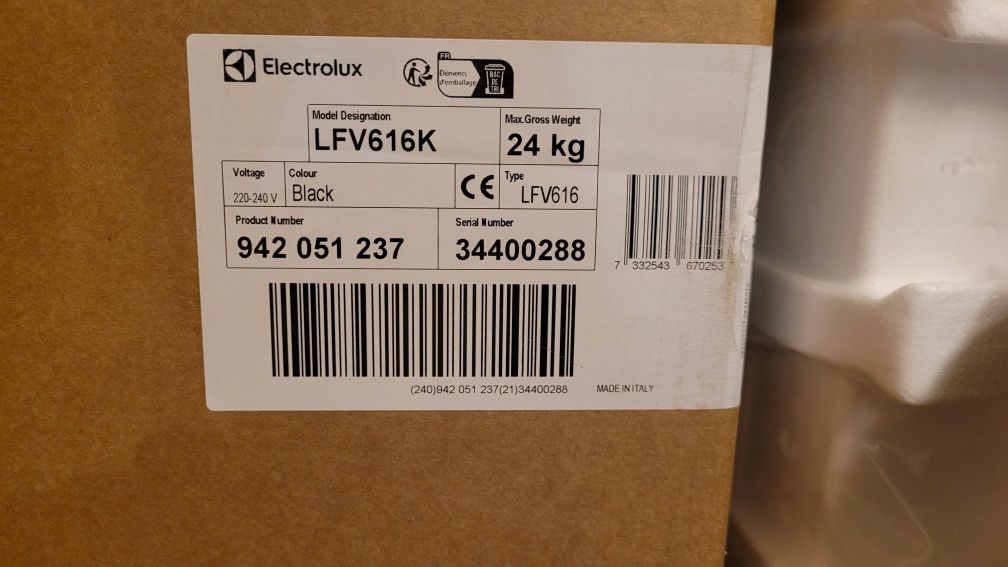 Electrolux
FR
Éléments
d'emballage
BAC
DE
TRI
Model Designation
LFV616K
Max.Gross Weight
24 kg
Voltage
220-240 V
Colour
Black
CE
Type
LFV616
Product Number
942 051 237
Serial Number
34400288
7 332543 670253
(240)942 051 237(21)34400288
MADE IN ITALY